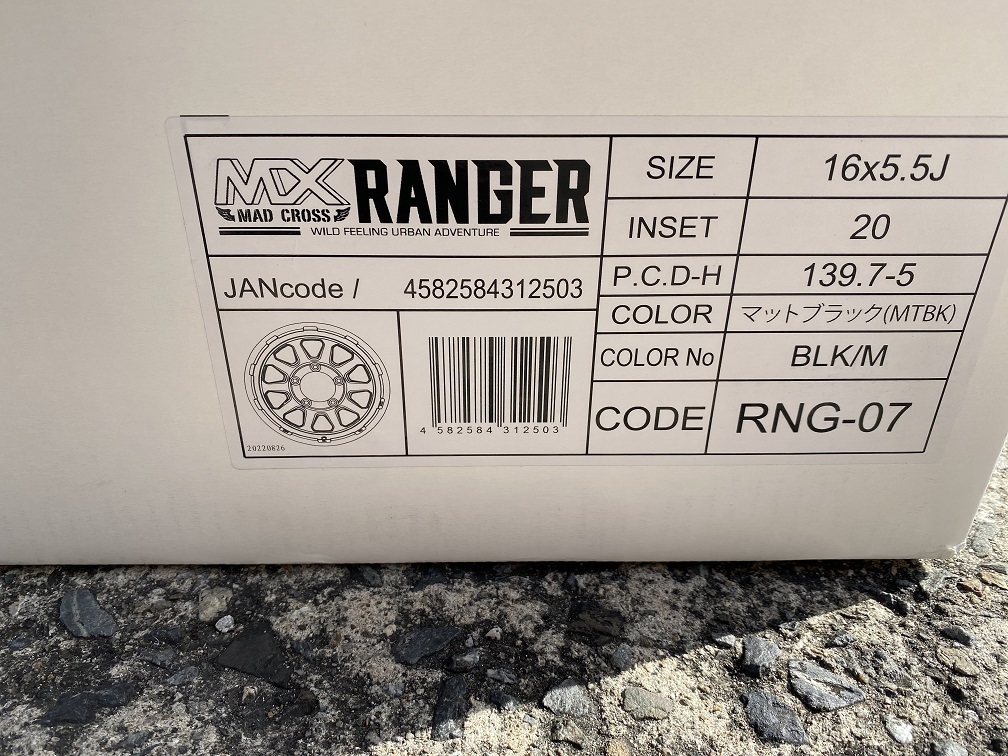 MX RANGER
MAD CROSS
WILD FEELING URBAN ADVENTURE
JANcode / 4582584312503
20220826
4 582584 312503
SIZE 16x5.5J
INSET 20
P.C.D-H 139.7-5
COLOR マットブラック(MTBK)
COLOR No BLK/M
CODE RNG-07